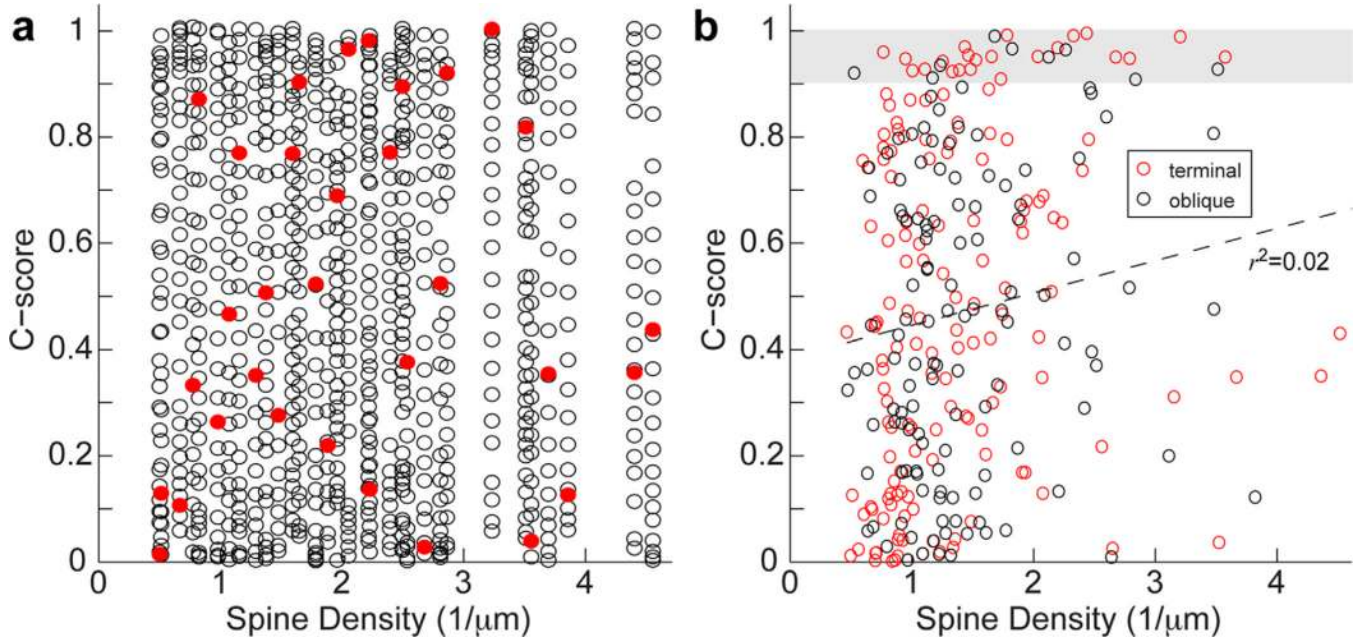 a
1
0.8
0.6
0.4
0.2
0
C-score
0 1 2 3 4
Spine Density (1/μm)
b
1
0.8
0.6
0.4
0.2
0
C-score
terminal
oblique
r²=0.02
0 1 2 3 4
Spine Density (1/μm)